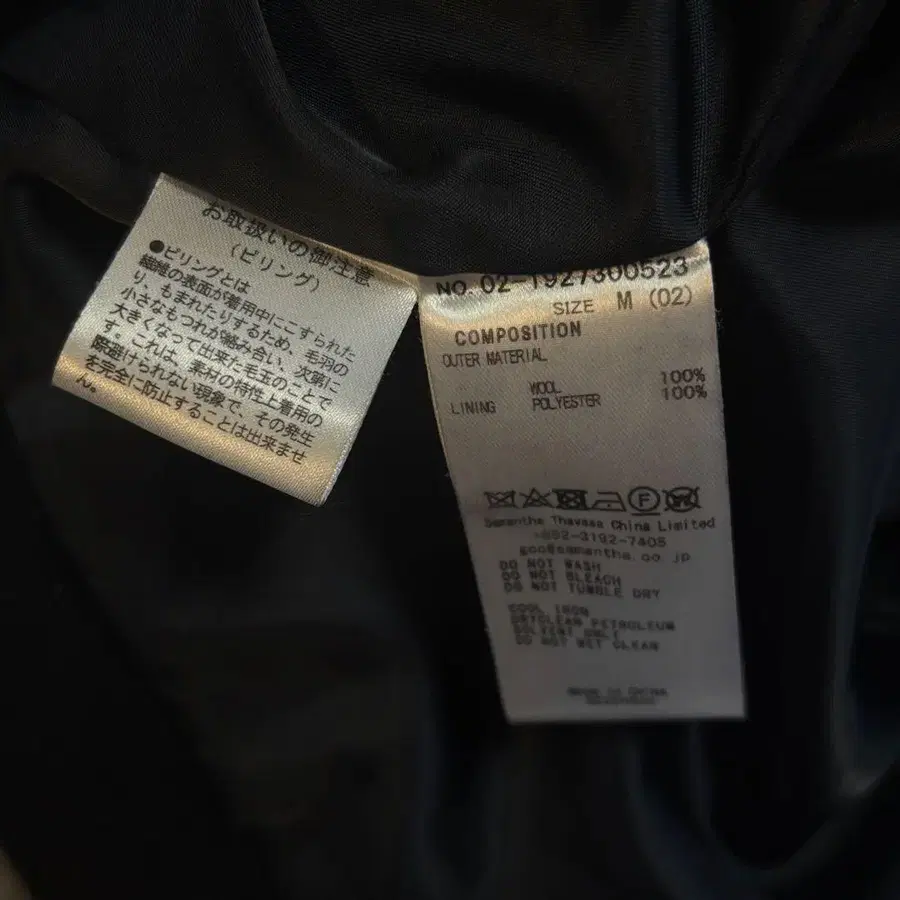 お取扱いの御注意
(ピリング)
●ピリングとは
繊維の表面が着用中にこすられた
り、もまれたりするため、毛羽の
小さなもつれが絡み合い、次第に
大きくなって出来た毛玉のことで
す。これは、素材の特性上着用の
際避けられない現象で、その発生
を完全に防止することは出来ませ
ん。
NO. 02-1927300523
SIZE M (02)
COMPOSITION
OUTER MATERIAL
WOOL 100%
LINING POLYESTER 100%
F
Samantha Thavasa China Limited
852-3192-7405
goo@samantha.co.jp
DO NOT WASH
DO NOT BLEACH
DO NOT TUMBLE DRY
COOL IRON
DRYCLEAN PETROLEUM
SOLVENT ONLY
DO NOT WET CLEAN
Made in CHINA